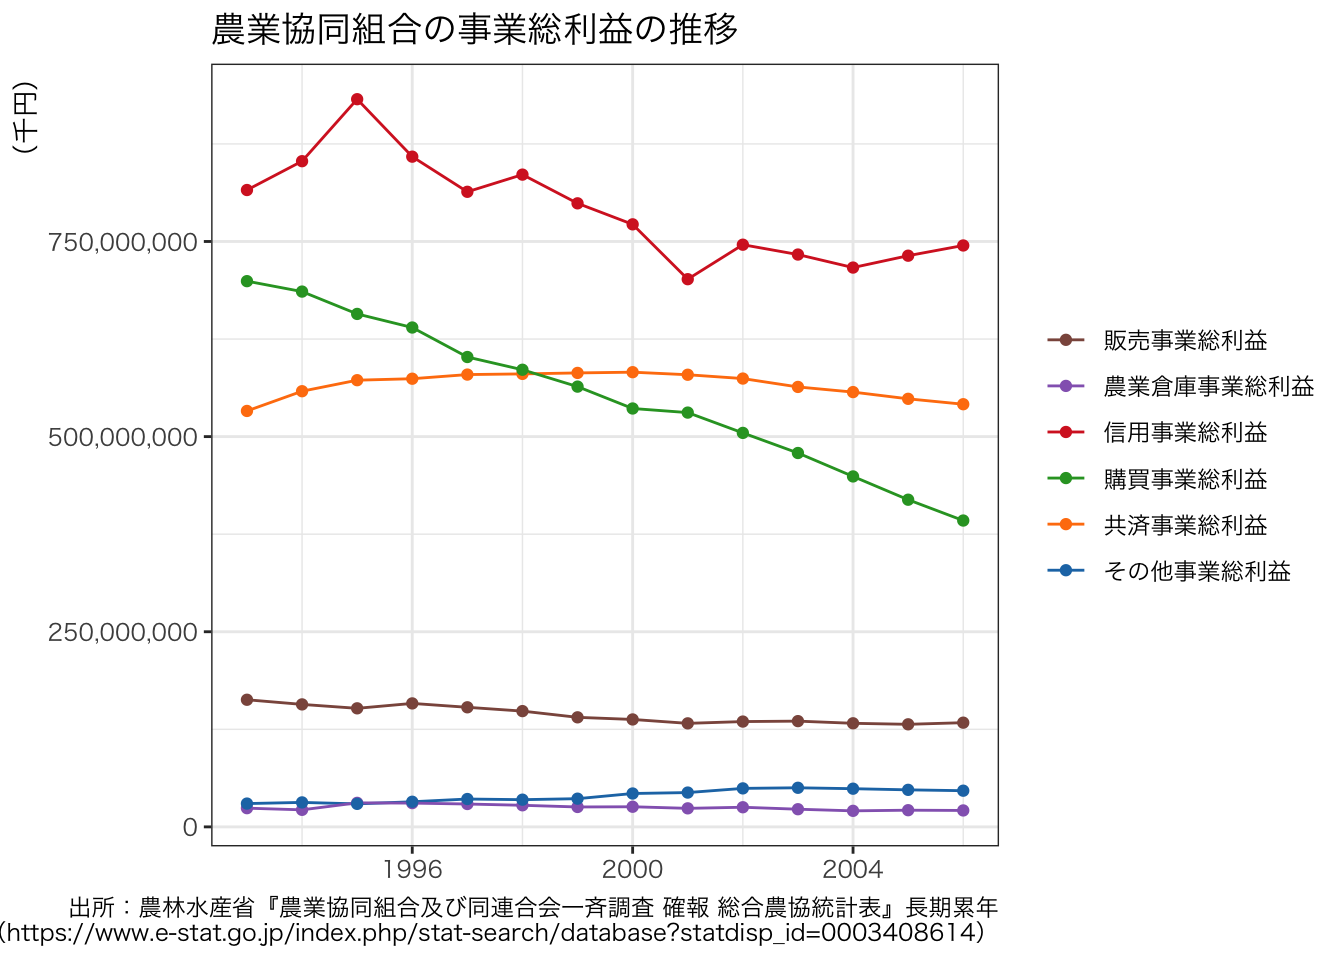 農業協同組合の事業総利益の推移
(千円)
750,000,000
500,000,000
250,000,000
0
1996
2000
2004
販売事業総利益
農業倉庫事業総利益
信用事業総利益
購買事業総利益
共済事業総利益
その他事業総利益
出所：農林水産省『農業協同組合及び同連合会一斉調査 確報 総合農協統計表』長期累年
(https://www.e-stat.go.jp/index.php/stat-search/database?statdisp_id=0003408614)